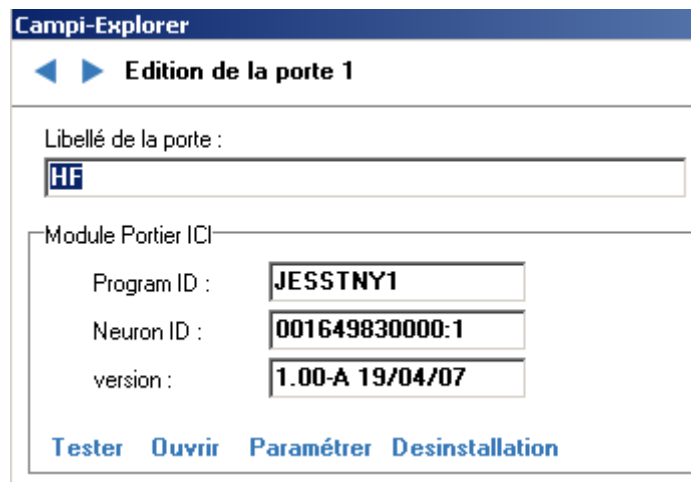 Campi-Explorer
Edition de la porte 1
Libellé de la porte :
HF
Module Portier ICI
Program ID : JESSTNY1
Neuron ID : 001649830000:1
version : 1.00-A 19/04/07
Tester Ouvrir Paramétrer Desinstallation